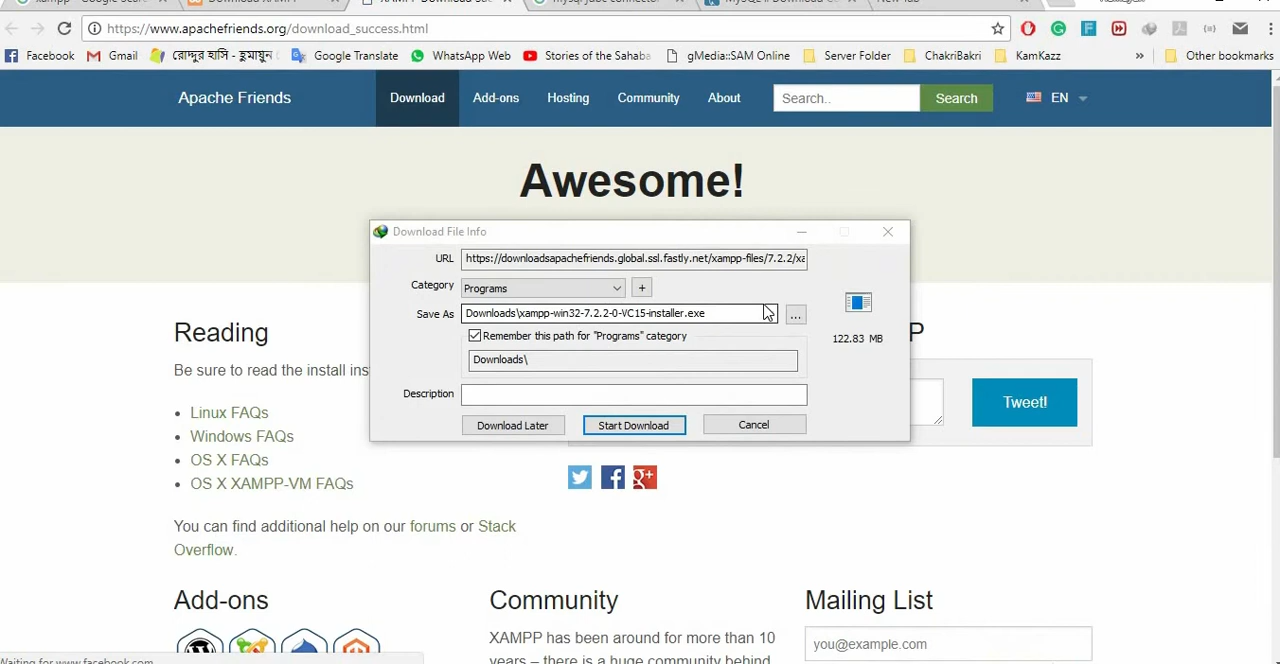 https://www.apachefriends.org/download_success.html
Facebook Gmail রোদ্দুর হাসি - হুমায়ুন Google Translate WhatsApp Web Stories of the Sahaba gMedia::SAM Online Server Folder ChakriBakri KamKazz » Other bookmarks
Apache Friends Download Add-ons Hosting Community About Search.. Search EN
Awesome!
Download File Info
URL https://downloadsapachefriends.global.ssl.fastly.net/xampp-files/7.2.2/xa
Category Programs +
Save As Downloads\xampp-win32-7.2.2-0-VC15-installer.exe ...
122.83 MB
Remember this path for "Programs" category
Downloads\
Description
Download Later Start Download Cancel
Reading
P
Be sure to read the install ins
Linux FAQs
Windows FAQs
OS X FAQs
OS X XAMPP-VM FAQs
Tweet!
You can find additional help on our forums or Stack
Overflow.
Add-ons
Community
Mailing List
XAMPP has been around for more than 10
years – there is a huge community behind
you@example.com
Waiting for www.facebook.com